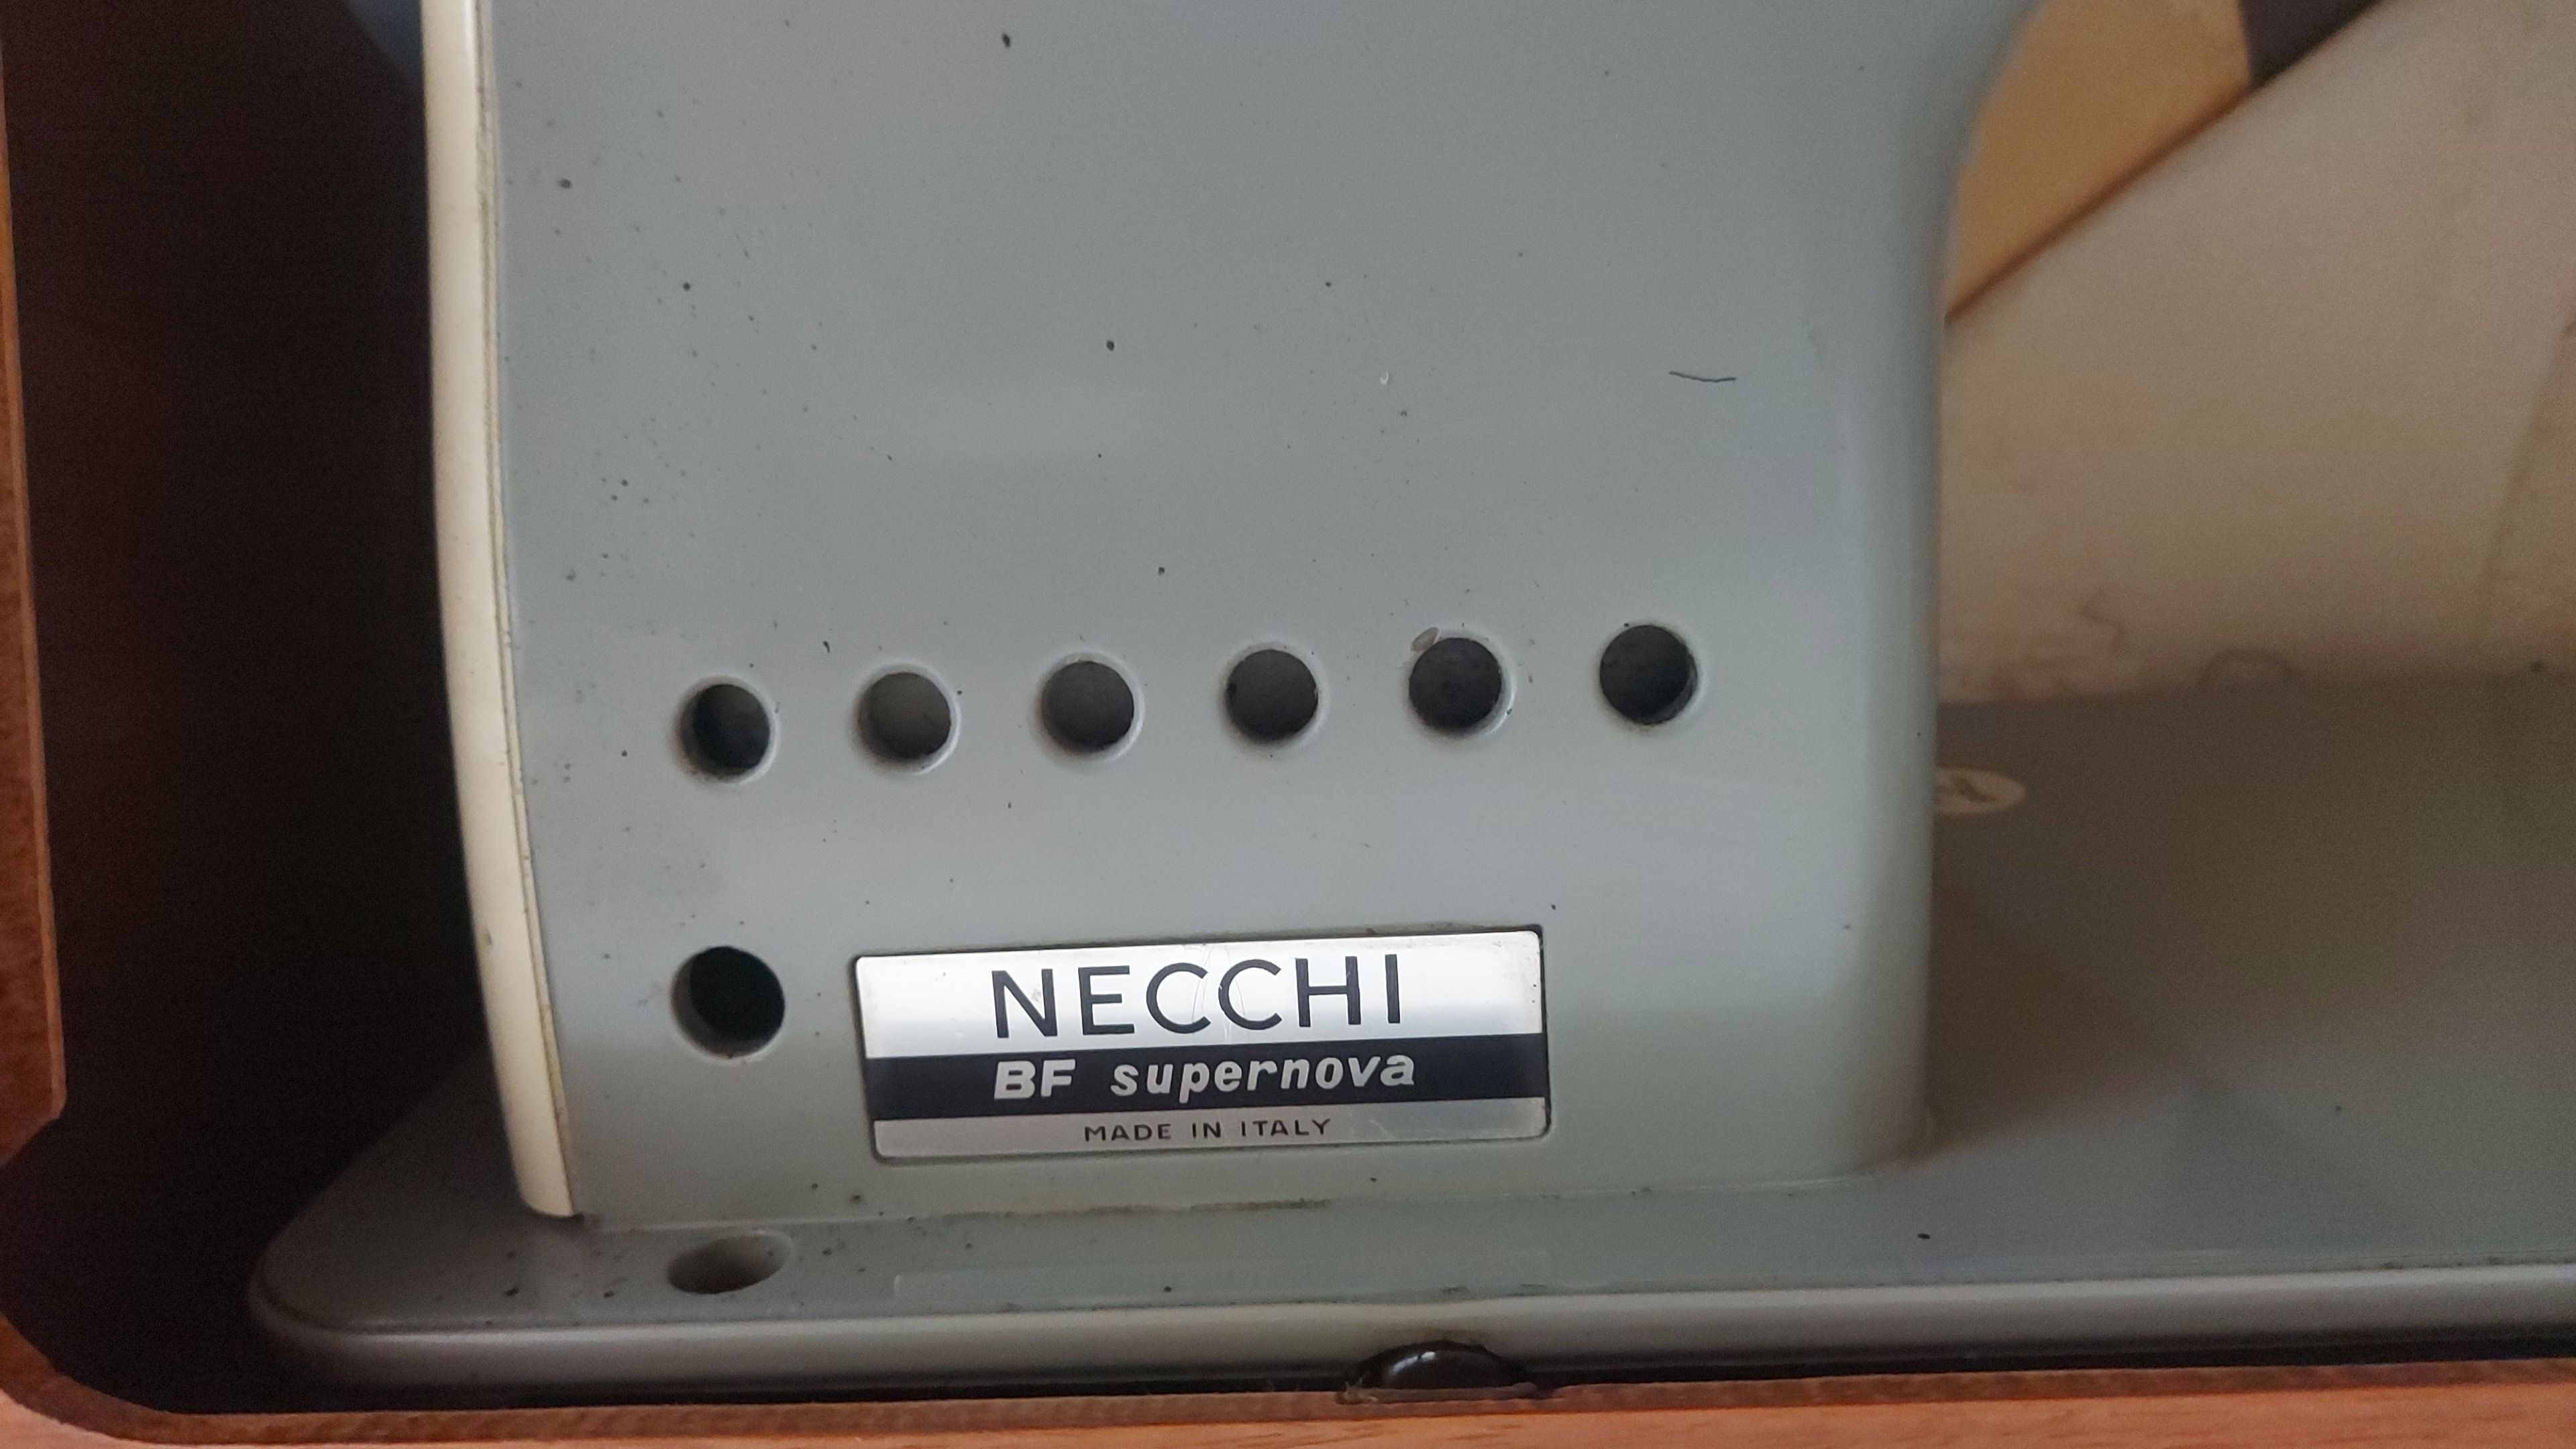 NECCHI
BF supernova
MADE IN ITALY